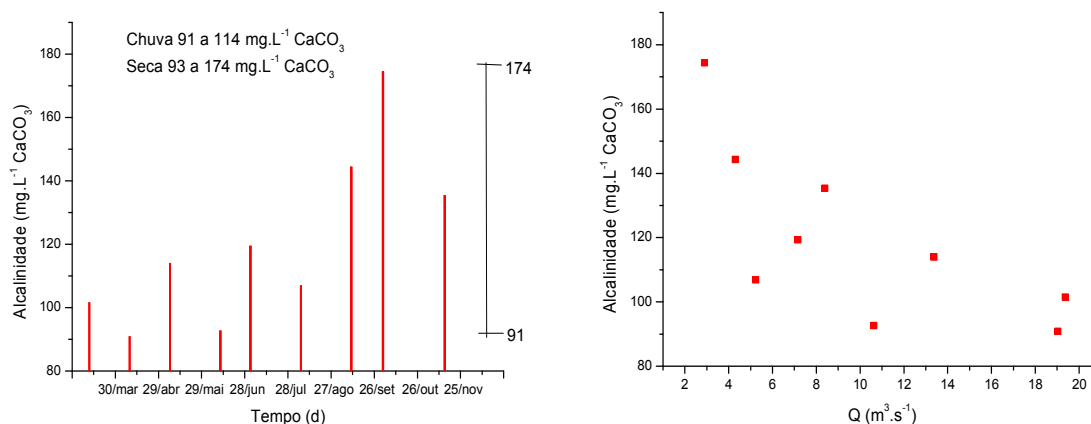 Chuva 91 a 114 mg.L⁻¹ CaCO₃
Seca 93 a 174 mg.L⁻¹ CaCO₃
174
91
180
160
140
120
100
80
Alcalinidade (mg.L⁻¹ CaCO₃)
30/mar 29/abr 29/mai 28/jun 28/jul 27/ago 26/set 26/out 25/nov
Tempo (d)
180
160
140
120
100
80
Alcalinidade (mg.L⁻¹ CaCO₃)
2 4 6 8 10 12 14 16 18 20
Q (m³.s⁻¹)